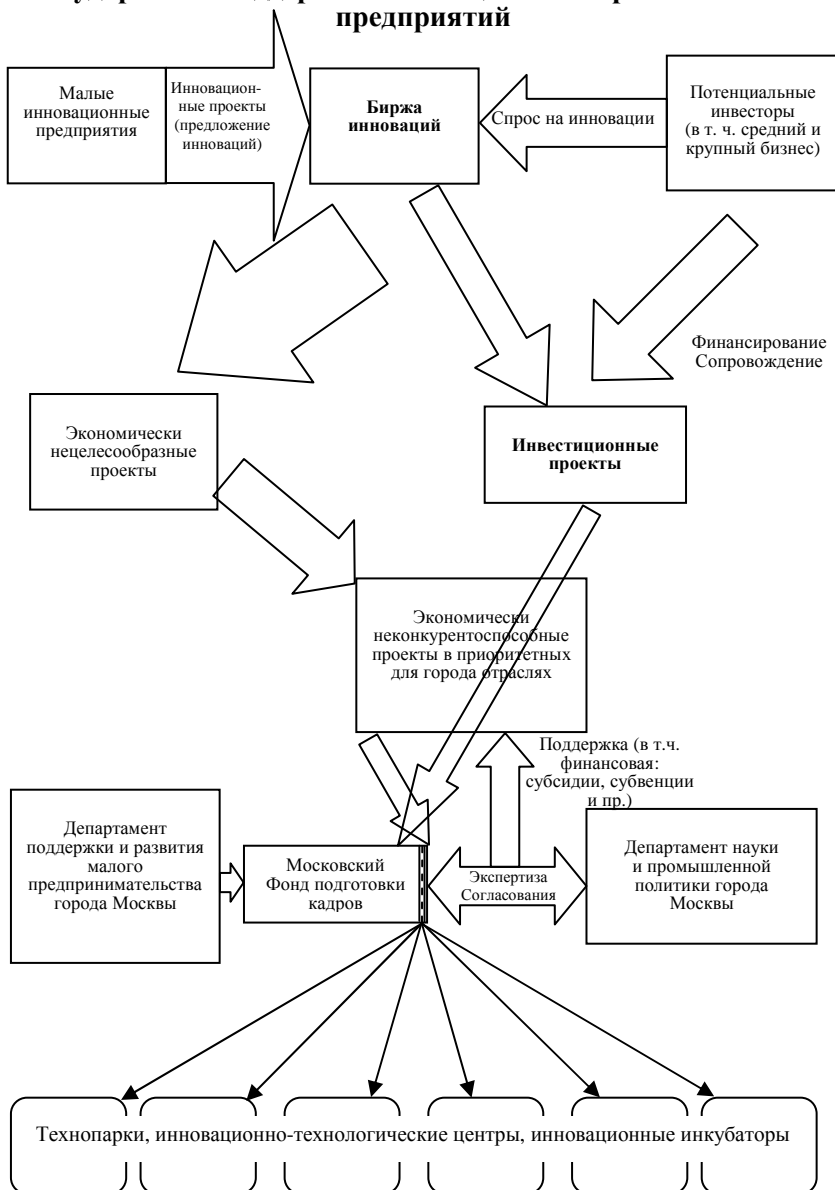 предприятий
Малые
инновационные
предприятия
Инновацион-
ные проекты
(предложение
инноваций)
Биржа
инноваций
Спрос на инновации
Потенциальные
инвесторы
(в т. ч. средний и
крупный бизнес)
Финансирование
Сопровождение
Экономически
нецелесообразные
проекты
Инвестиционные
проекты
Экономически
неконкурентоспособные
проекты в приоритетных
для города отраслях
Поддержка (в т.ч.
финансовая:
субсидии, субвенции
и пр.)
Департамент
поддержки и развития
малого
предпринимательства
города Москвы
Московский
Фонд подготовки
кадров
Экспертиза
Согласования
Департамент науки
и промышленной
политики города
Москвы
Технопарки, инновационно-технологические центры, инновационные инкубаторы